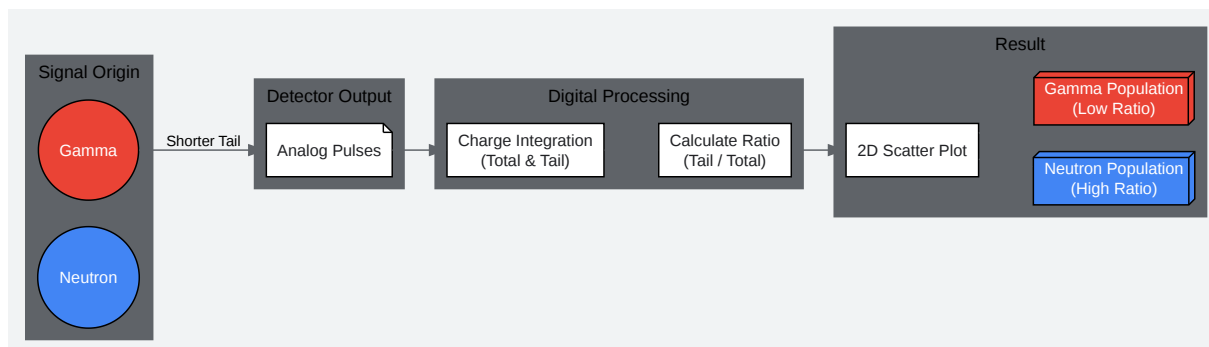 Signal Origin
Gamma
Neutron
Shorter Tail
Detector Output
Analog Pulses
Digital Processing
Charge Integration
(Total & Tail)
Calculate Ratio
(Tail / Total)
Result
2D Scatter Plot
Gamma Population
(Low Ratio)
Neutron Population
(High Ratio)